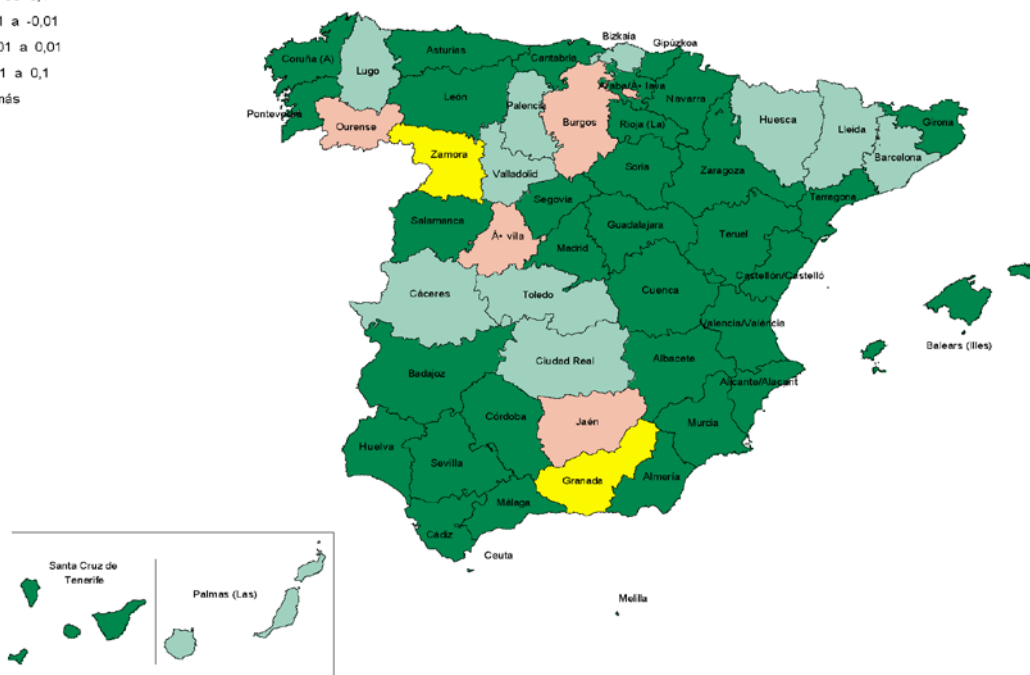 1 a -0,01
01 a 0,01
1 a 0,1
más
Bizkaia
Gipúzkoa
Asturias
Cantabria
Coruña (A)
Lugo
Navarra
León
Palencia
Huesca
Lleida
Girona
Pontevedra
Ourense
Burgos
Rioja (La)
Zamora
Barcelona
Soria
Zaragoza
Valladolid
Segovia
Tarragona
Salamanca
Guadalajara
Á• vila
Madrid
Teruel
Castellón/Castelló
Cáceres
Toledo
Cuenca
Valencia/València
Balears (Illes)
Ciudad Real
Albacete
Badajoz
Alicante/Alacant
Córdoba
Jaén
Murcia
Huelva
Sevilla
Granada
Almería
Málaga
Cádiz
Ceuta
Santa Cruz de
Tenerife
Palmas (Las)
Melilla